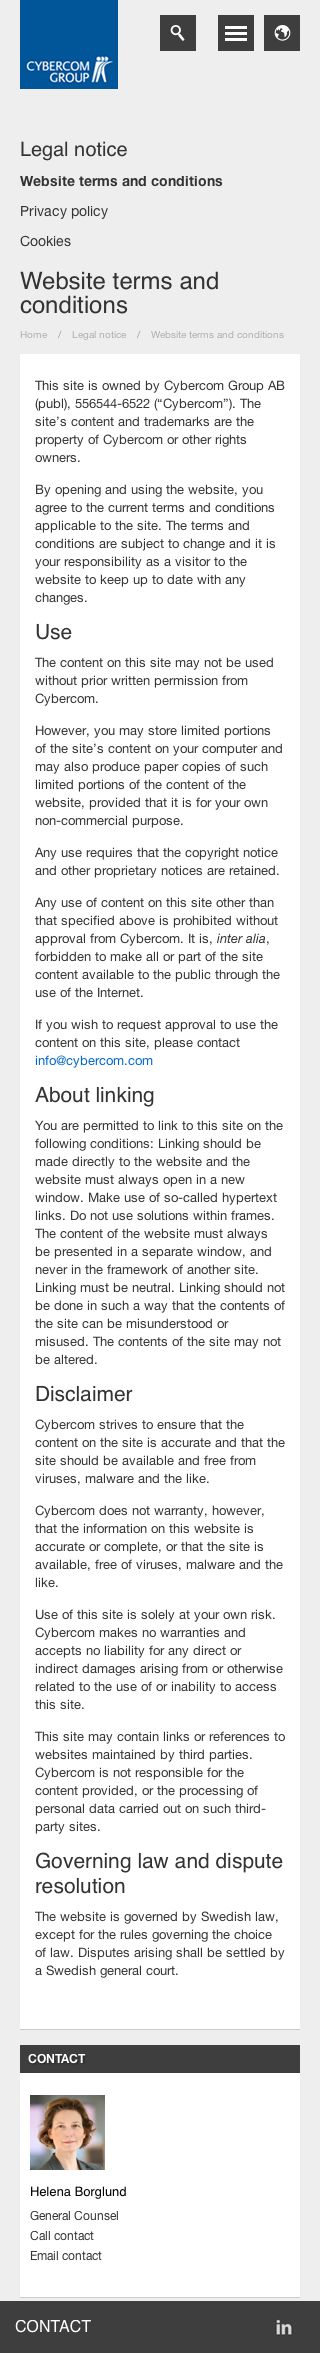 CYBERCOM
GROUP
Legal notice
Website terms and conditions
Privacy policy
Cookies
Website terms and
conditions
Home / Legal notice / Website terms and conditions
This site is owned by Cybercom Group AB
(publ), 556544-6522 (“Cybercom”). The
site’s content and trademarks are the
property of Cybercom or other rights
owners.
By opening and using the website, you
agree to the current terms and conditions
applicable to the site. The terms and
conditions are subject to change and it is
your responsibility as a visitor to the
website to keep up to date with any
changes.
Use
The content on this site may not be used
without prior written permission from
Cybercom.
However, you may store limited portions
of the site’s content on your computer and
may also produce paper copies of such
limited portions of the content of the
website, provided that it is for your own
non-commercial purpose.
Any use requires that the copyright notice
and other proprietary notices are retained.
Any use of content on this site other than
that specified above is prohibited without
approval from Cybercom. It is, inter alia,
forbidden to make all or part of the site
content available to the public through the
use of the Internet.
If you wish to request approval to use the
content on this site, please contact
info@cybercom.com
About linking
You are permitted to link to this site on the
following conditions: Linking should be
made directly to the website and the
website must always open in a new
window. Make use of so-called hypertext
links. Do not use solutions within frames.
The content of the website must always
be presented in a separate window, and
never in the framework of another site.
Linking must be neutral. Linking should not
be done in such a way that the contents of
the site can be misunderstood or
misused. The contents of the site may not
be altered.
Disclaimer
Cybercom strives to ensure that the
content on the site is accurate and that the
site should be available and free from
viruses, malware and the like.
Cybercom does not warranty, however,
that the information on this website is
accurate or complete, or that the site is
available, free of viruses, malware and the
like.
Use of this site is solely at your own risk.
Cybercom makes no warranties and
accepts no liability for any direct or
indirect damages arising from or otherwise
related to the use of or inability to access
this site.
This site may contain links or references to
websites maintained by third parties.
Cybercom is not responsible for the
content provided, or the processing of
personal data carried out on such third-
party sites.
Governing law and dispute
resolution
The website is governed by Swedish law,
except for the rules governing the choice
of law. Disputes arising shall be settled by
a Swedish general court.
CONTACT
Helena Borglund
General Counsel
Call contact
Email contact
CONTACT in